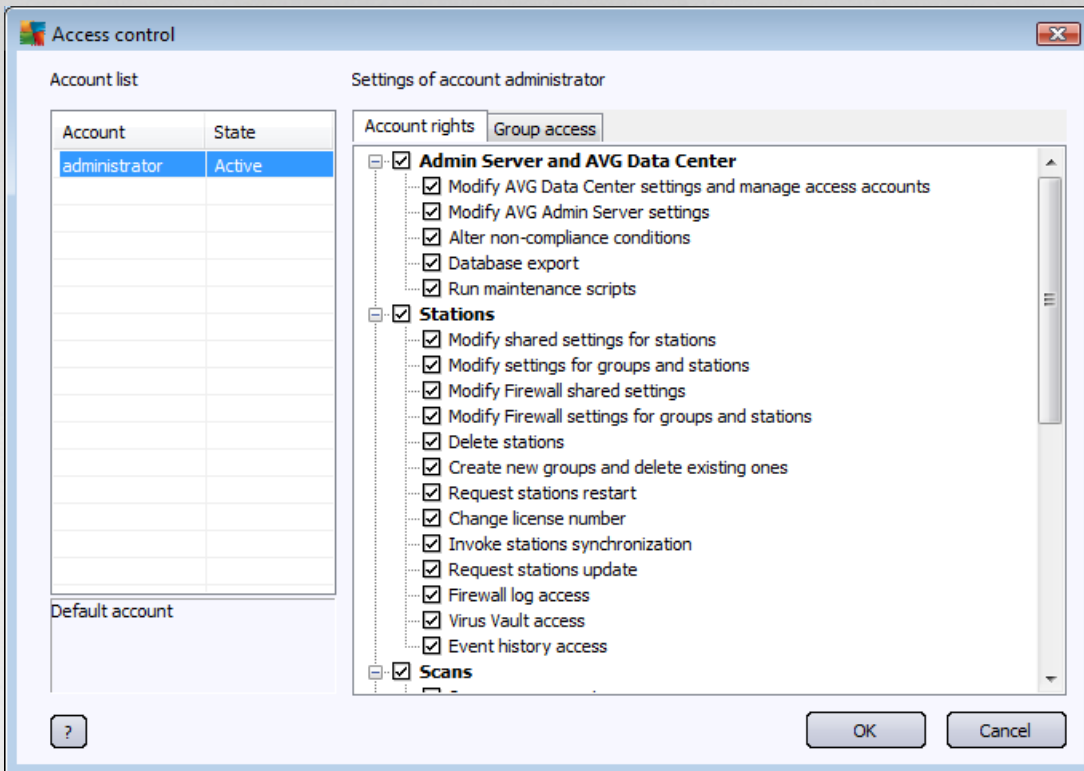 Access control
Account list
Settings of account administrator
Account State
administrator Active
Default account
Account rights Group access
Admin Server and AVG Data Center
Modify AVG Data Center settings and manage access accounts
Modify AVG Admin Server settings
Alter non-compliance conditions
Database export
Run maintenance scripts
Stations
Modify shared settings for stations
Modify settings for groups and stations
Modify Firewall shared settings
Modify Firewall settings for groups and stations
Delete stations
Create new groups and delete existing ones
Request stations restart
Change license number
Invoke stations synchronization
Request stations update
Firewall log access
Virus Vault access
Event history access
Scans
?
OK Cancel